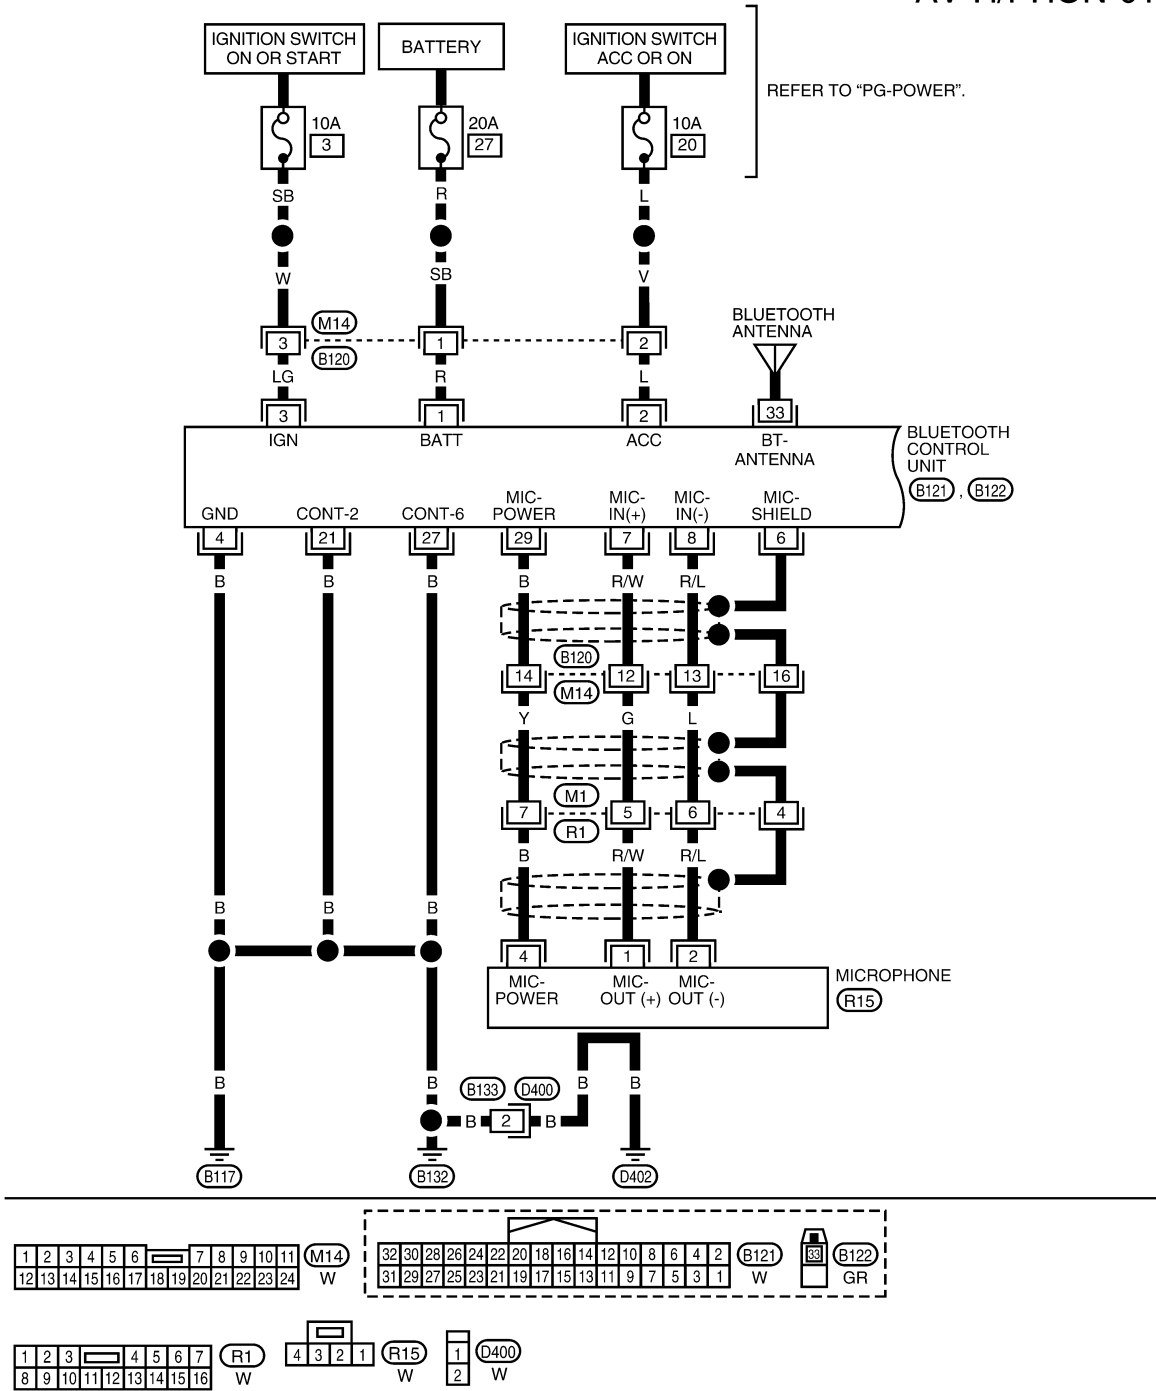 IGNITION SWITCH
ON OR START
BATTERY
IGNITION SWITCH
ACC OR ON
REFER TO “PG-POWER”.
10A
3
20A
27
10A
20
SB
R
L
W
SB
V
M14
3
1
2
B120
LG
R
L
BLUETOOTH
ANTENNA
3
1
2
33
IGN
BATT
ACC
BT-
ANTENNA
BLUETOOTH
CONTROL
UNIT
B121 , B122
GND
CONT-2
CONT-6
MIC-
POWER
MIC-
IN(+)
MIC-
IN(-)
MIC-
SHIELD
4
21
27
29
7
8
6
B
B
B
B
R/W
R/L
B120
14
12
13
16
M14
Y
G
L
M1
7
5
6
4
R1
B
R/W
R/L
B
B
B
4
1
2
MIC-
POWER
MIC-
OUT (+)
MIC-
OUT (-)
MICROPHONE
R15
B
B
B133
D400
B
B
B
2
B
B117
B132
D402
1 2 3 4 5 6 7 8 9 10 11
12 13 14 15 16 17 18 19 20 21 22 23 24
M14
W
32 30 28 26 24 22 20 18 16 14 12 10 8 6 4 2
31 29 27 25 23 21 19 17 15 13 11 9 7 5 3 1
B121
W
33
B122
GR
1 2 3 4 5 6 7
8 9 10 11 12 13 14 15 16
R1
W
4 3 2 1
R15
W
1
2
D400
W